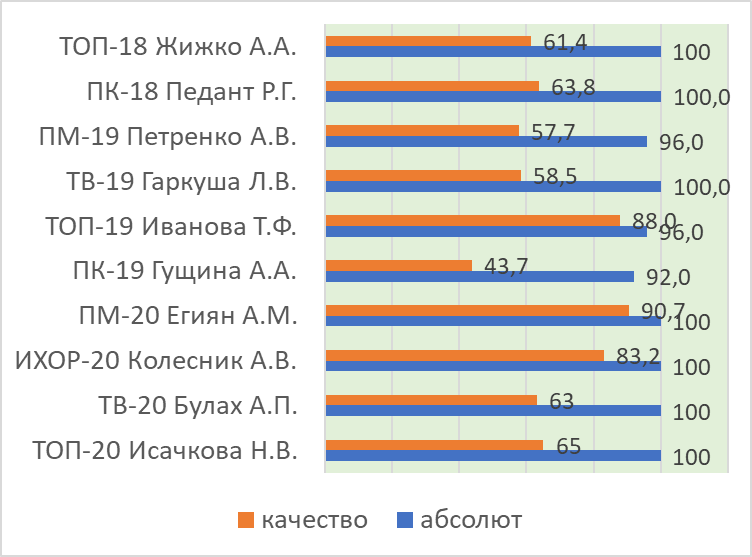 ТОП-18 Жижко А.А.
61,4
100
ПК-18 Педант Р.Г.
63,8
100,0
ПМ-19 Петренко А.В.
57,7
96,0
ТВ-19 Гаркуша Л.В.
58,5
100,0
ТОП-19 Иванова Т.Ф.
88,0
96,0
ПК-19 Гущина А.А.
43,7
92,0
ПМ-20 Егиян А.М.
90,7
100
ИХОР-20 Колесник А.В.
83,2
100
ТВ-20 Булах А.П.
63
100
ТОП-20 Исачкова Н.В.
65
100
качество абсолют